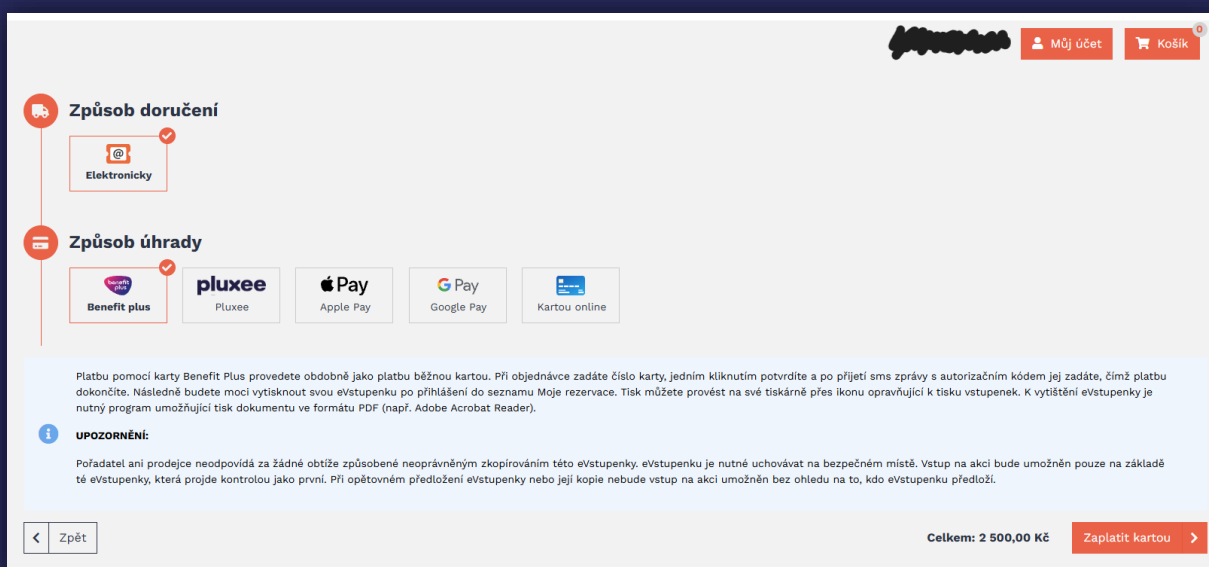 Můj účet
Košík
0
Způsob doručení
@
Elektronicky
Způsob úhrady
benefit
plus
Benefit plus
pluxee
Pluxee
Pay
Apple Pay
G Pay
Google Pay
Kartou online
Platbu pomocí karty Benefit Plus provedete obdobně jako platbu běžnou kartou. Při objednávce zadáte číslo karty, jedním kliknutím potvrdíte a po přijetí sms zprávy s autorizačním kódem jej zadáte, čímž platbu
dokončíte. Následně budete moci vytisknout svou eVstupenku po přihlášení do seznamu Moje rezervace. Tisk můžete provést na své tiskárně přes ikonu opravňující k tisku vstupenek. K vytištění eVstupenky je
nutný program umožňující tisk dokumentu ve formátu PDF (např. Adobe Acrobat Reader).
i
UPOZORNĚNÍ:
Pořadatel ani prodejce neodpovídá za žádné obtíže způsobené neoprávněným zkopírováním této eVstupenky. eVstupenku je nutné uchovávat na bezpečném místě. Vstup na akci bude umožněn pouze na základě
té eVstupenky, která projde kontrolou jako první. Při opětovném předložení eVstupenky nebo její kopie nebude vstup na akci umožněn bez ohledu na to, kdo eVstupenku předloží.
Zpět
Celkem: 2 500,00 Kč
Zaplatit kartou